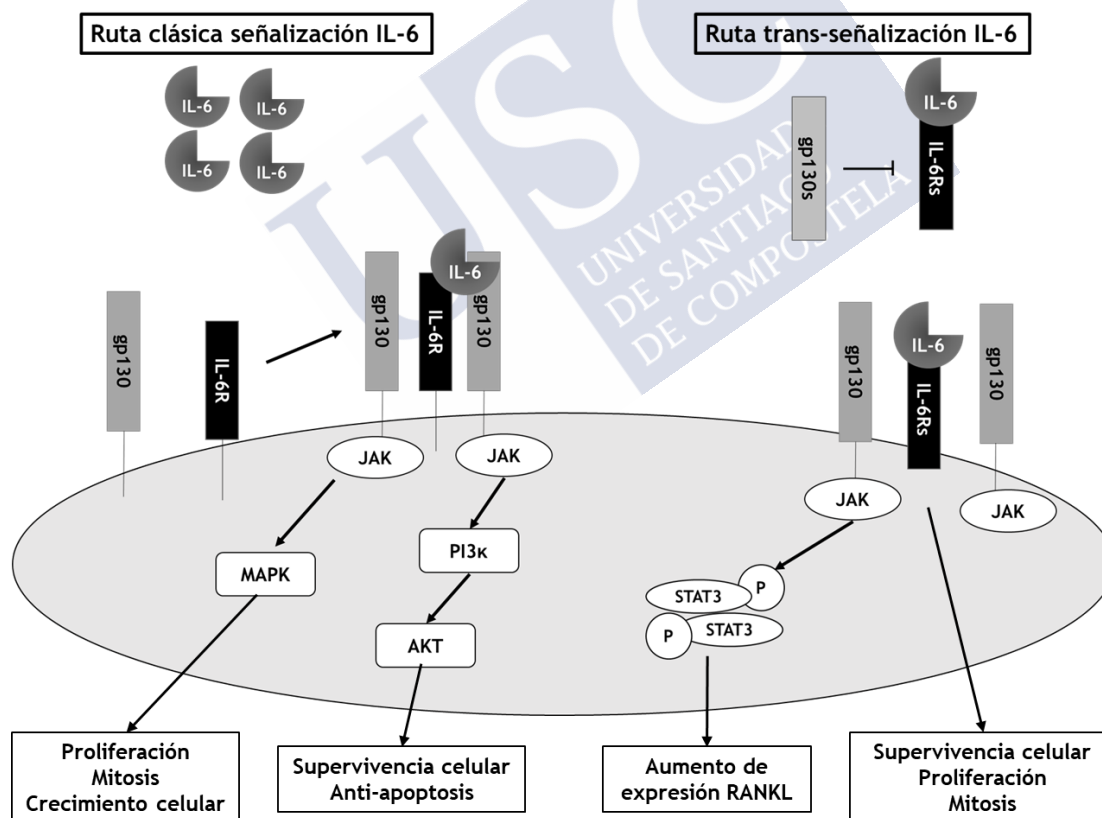 Ruta clásica señalización IL-6
Ruta trans-señalización IL-6
IL-6
IL-6
IL-6
IL-6
gp130s
IL-6
IL-6Rs
USC
UNIVERSIDAD
DE SANTIAGO
DE COMPOSTELA
gp130
IL-6R
gp130
IL-6R
IL-6
gp130
gp130
IL-6
IL-6Rs
gp130
JAK
JAK
JAK
JAK
MAPK
PI3κ
AKT
STAT3
P
P
STAT3
Proliferación
Mitosis
Crecimiento celular
Supervivencia celular
Anti-apoptosis
Aumento de
expresión RANKL
Supervivencia celular
Proliferación
Mitosis